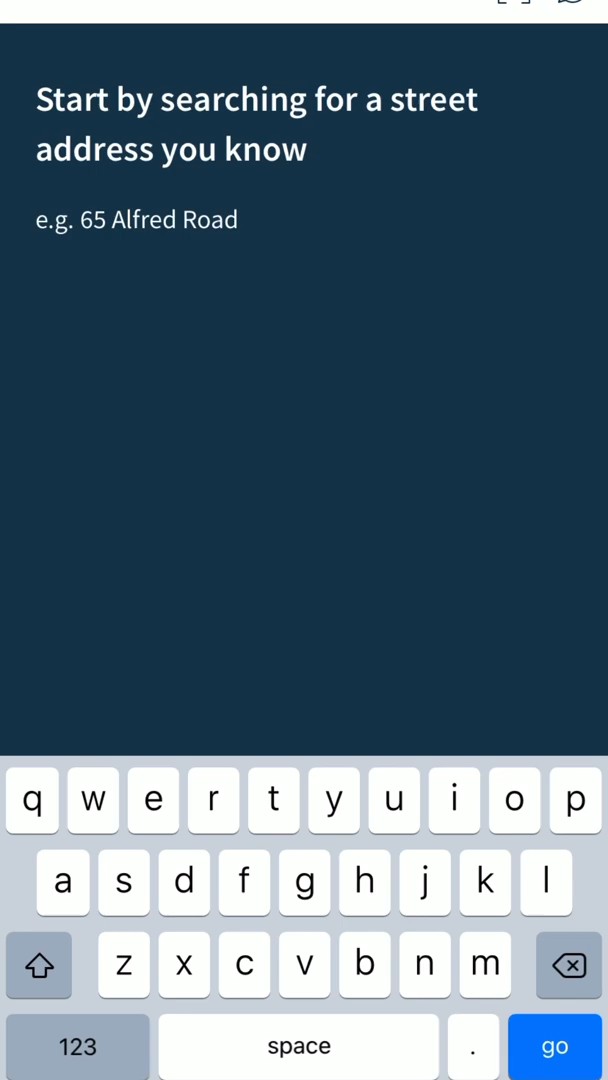 Start by searching for a street
address you know
e.g. 65 Alfred Road
q w e r t y u i o p
a s d f g h j k l
z x c v b n m
123 space . go